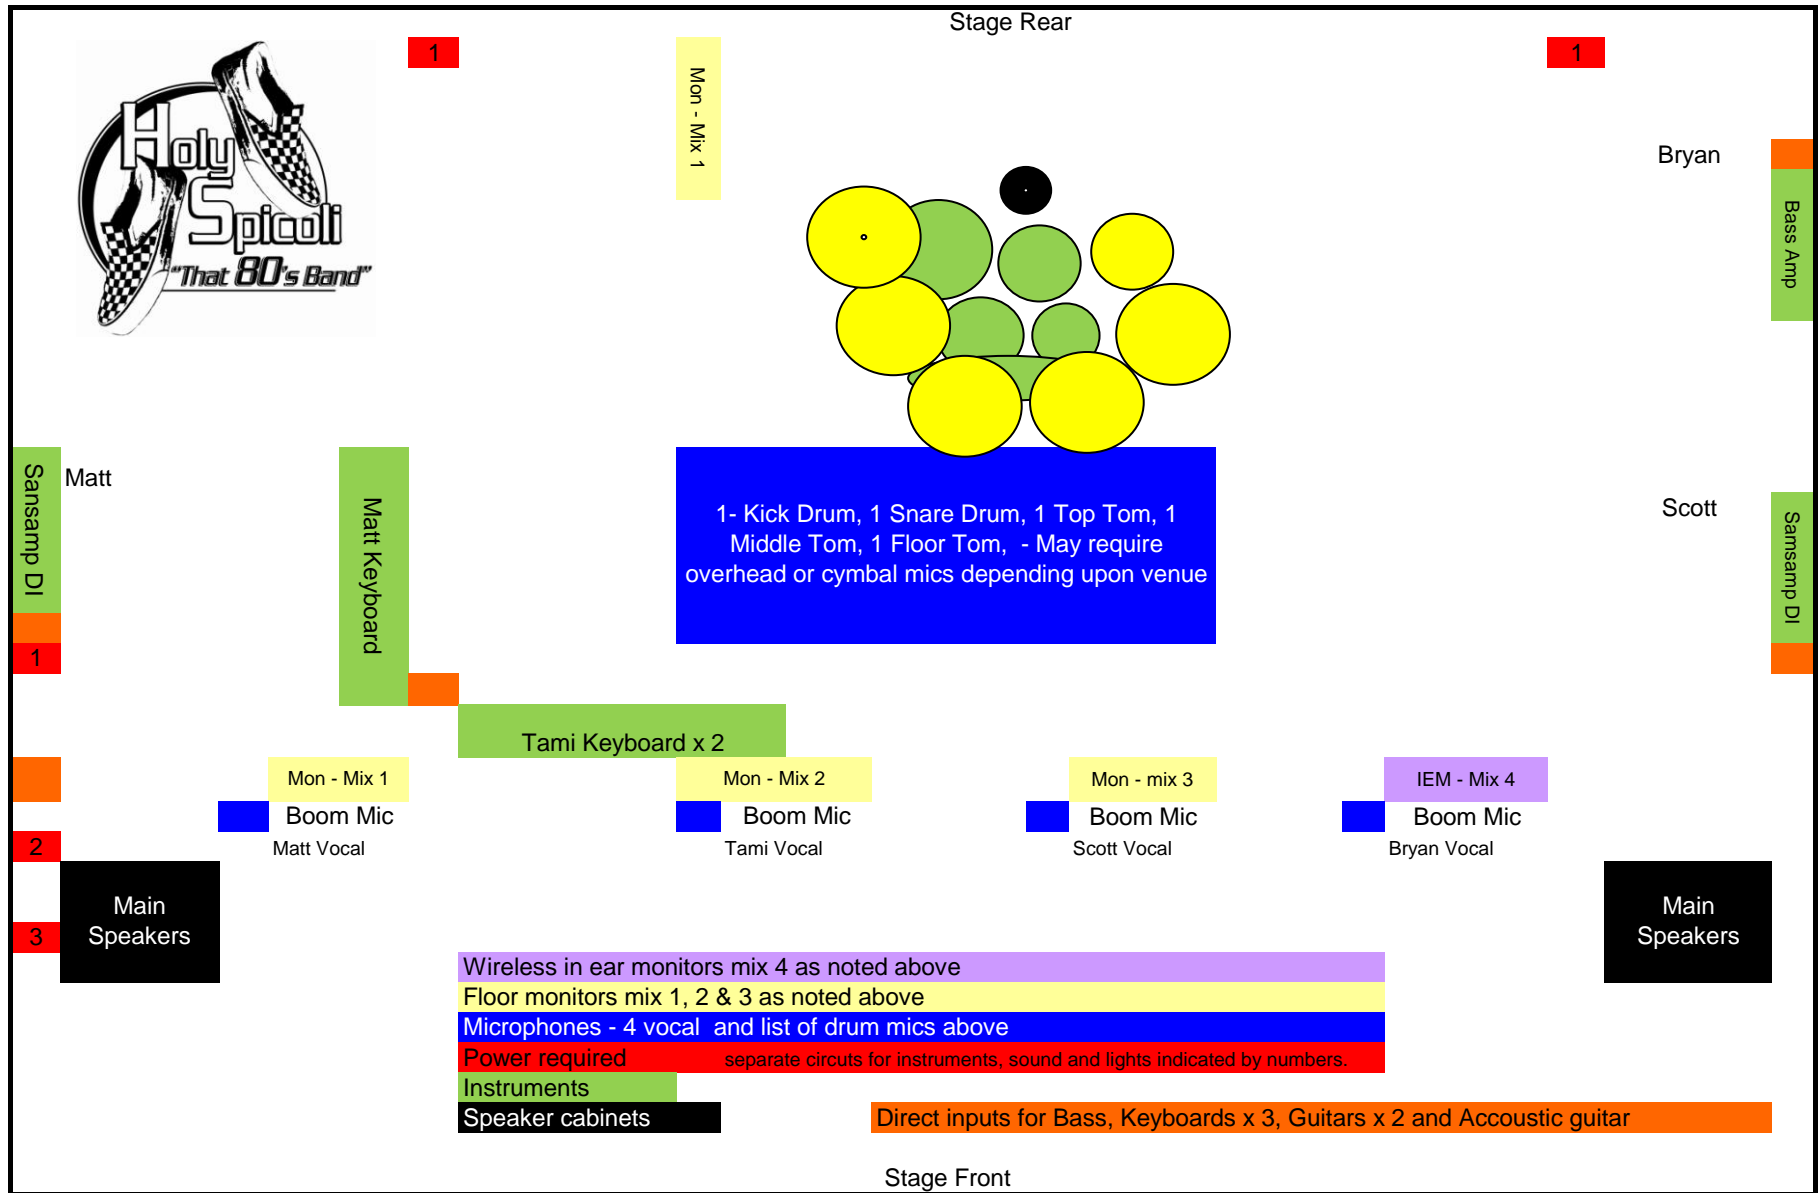 Stage Rear
1
1
Mon - Mix 1
Holy
Spicoli
"That 80's Band"
Bryan
Bass Amp
Sansamp DI
Matt
Matt Keyboard
1- Kick Drum, 1 Snare Drum, 1 Top Tom, 1
Middle Tom, 1 Floor Tom,  - May require
overhead or cymbal mics depending upon venue
Scott
Samsamp DI
1
Tami Keyboard x 2
Mon - Mix 1
Mon - Mix 2
Mon - mix 3
IEM - Mix 4
Boom Mic
Boom Mic
Boom Mic
Boom Mic
2
Matt Vocal
Tami Vocal
Scott Vocal
Bryan Vocal
Main
Speakers
3
Main
Speakers
Wireless in ear monitors mix 4 as noted above
Floor monitors mix 1, 2 & 3 as noted above
Microphones - 4 vocal  and list of drum mics above
Power required separate circuts for instruments, sound and lights indicated by numbers.
Instruments
Speaker cabinets
Direct inputs for Bass, Keyboards x 3, Guitars x 2 and Accoustic guitar
Stage Front